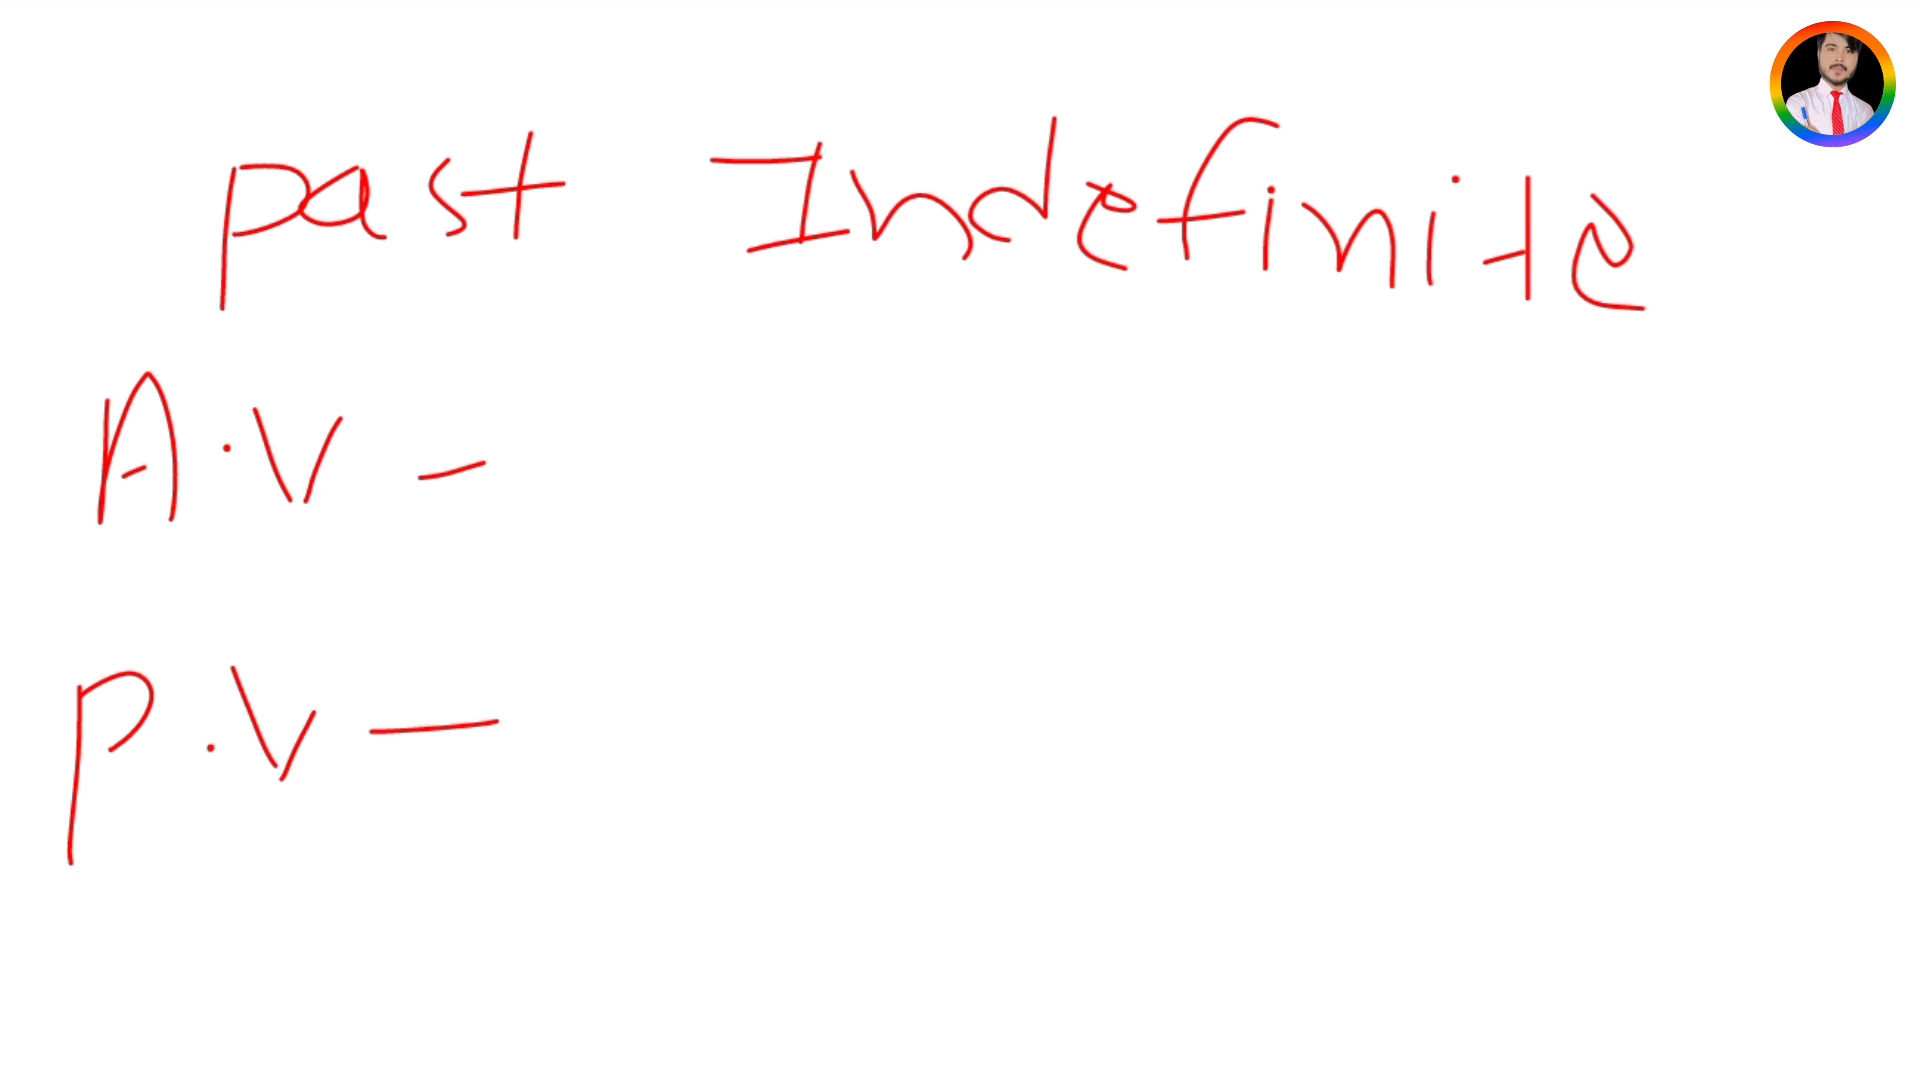 past Indefinite
A.V -
P.V -